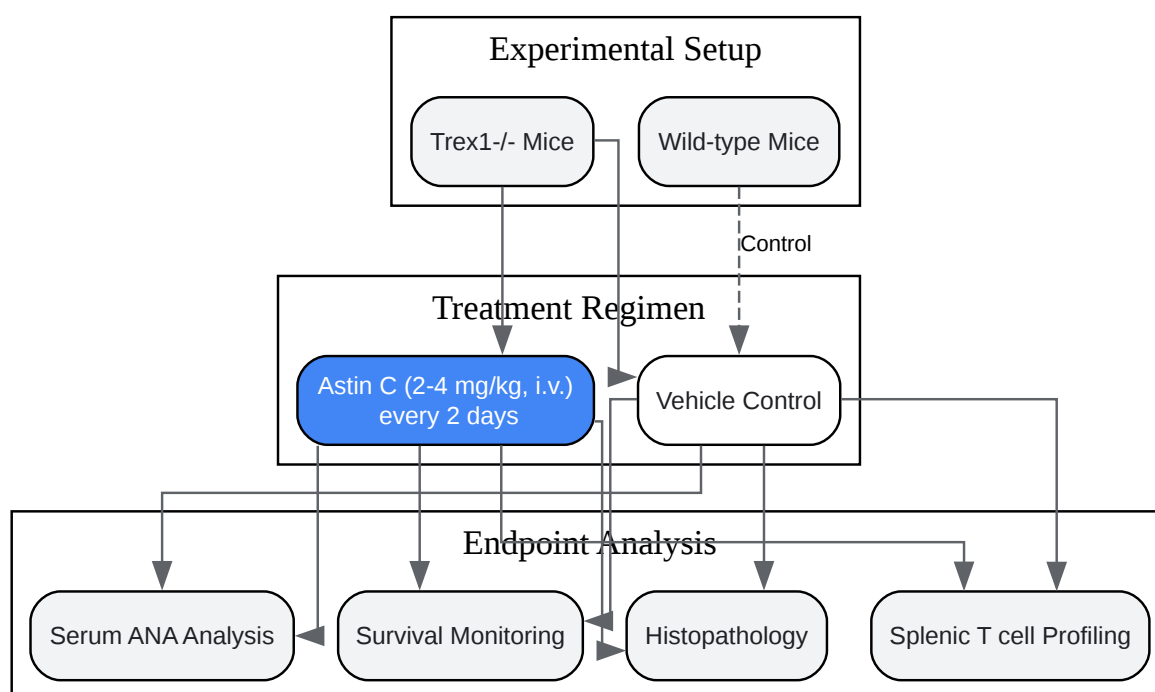 Experimental Setup
Trex1-/- Mice
Wild-type Mice
Control
Treatment Regimen
Astin C (2-4 mg/kg, i.v.)
every 2 days
Vehicle Control
Endpoint Analysis
Serum ANA Analysis
Survival Monitoring
Histopathology
Splenic T cell Profiling